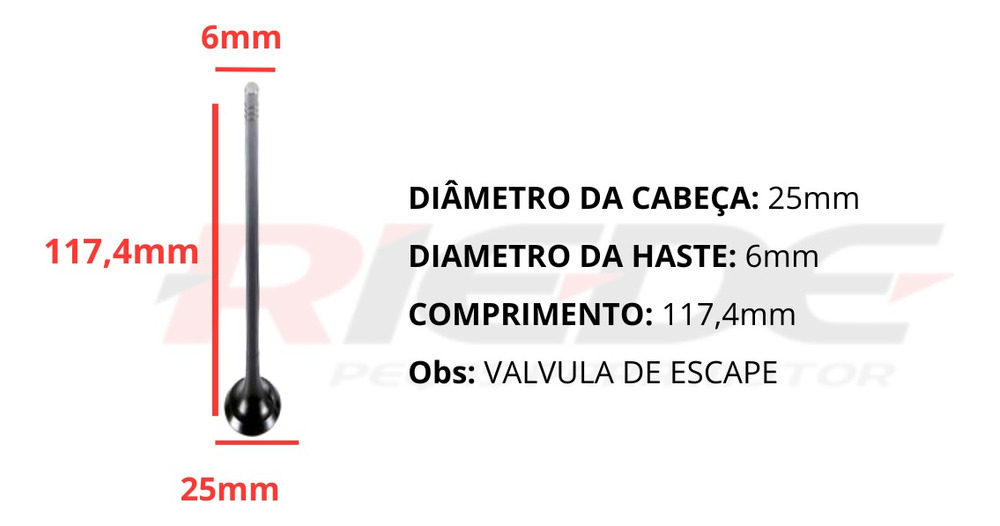 6mm
117,4mm
25mm
DIÂMETRO DA CABEÇA: 25mm
DIAMETRO DA HASTE: 6mm
COMPRIMENTO: 117,4mm
Obs: VALVULA DE ESCAPE
RIEDE